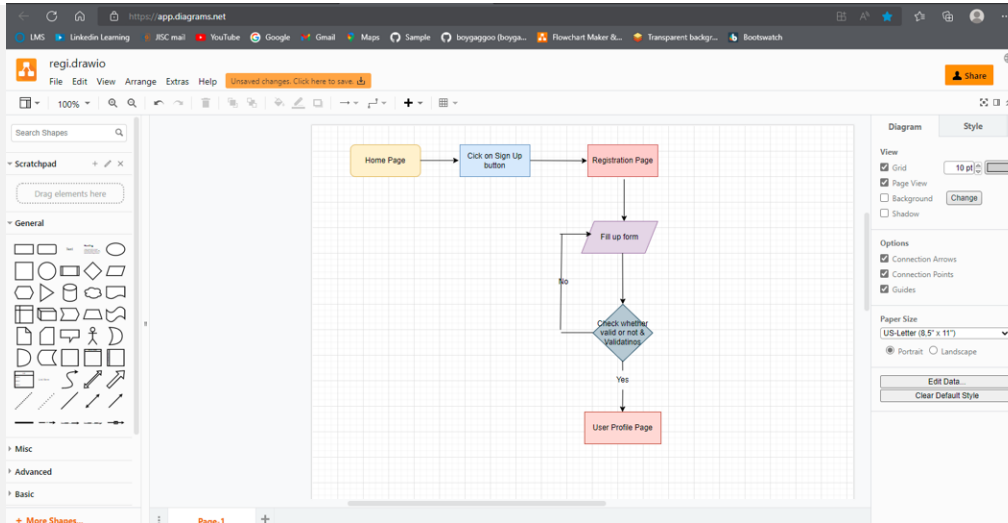 https://app.diagrams.net
LMS Linkedin Learning JISC mail YouTube Google Gmail Maps Sample boygaggoo (boyga... Flowchart Maker &... Transparent backgr... Bootswatch
regi.drawio
File Edit View Arrange Extras Help Unsaved changes. Click here to save.
Share
100%
Search Shapes
Scratchpad
Drag elements here
General
Misc
Advanced
Basic
+ More Shapes...
Home Page
Click on Sign Up
button
Registration Page
Fill up form
No
Check whether
valid or not &
Validatinos
Yes
User Profile Page
Page-1
Diagram Style
View
Grid 10 pt
Page View
Background Change
Shadow
Options
Connection Arrows
Connection Points
Guides
Paper Size
US-Letter (8,5" x 11")
Portrait Landscape
Edit Data...
Clear Default Style